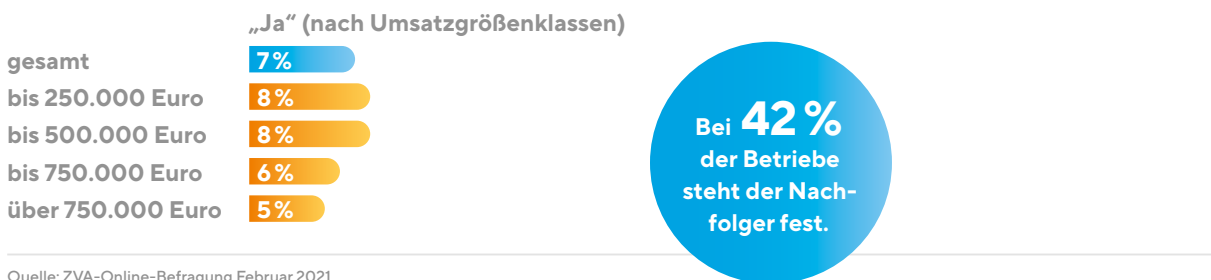 „Ja“ (nach Umsatzgrößenklassen)
gesamt 7 %
bis 250.000 Euro 8 %
bis 500.000 Euro 8 %
bis 750.000 Euro 6 %
über 750.000 Euro 5 %
Bei 42 %
der Betriebe
steht der Nach-
folger fest.
Quelle: ZVA-Online-Befragung Februar 2021